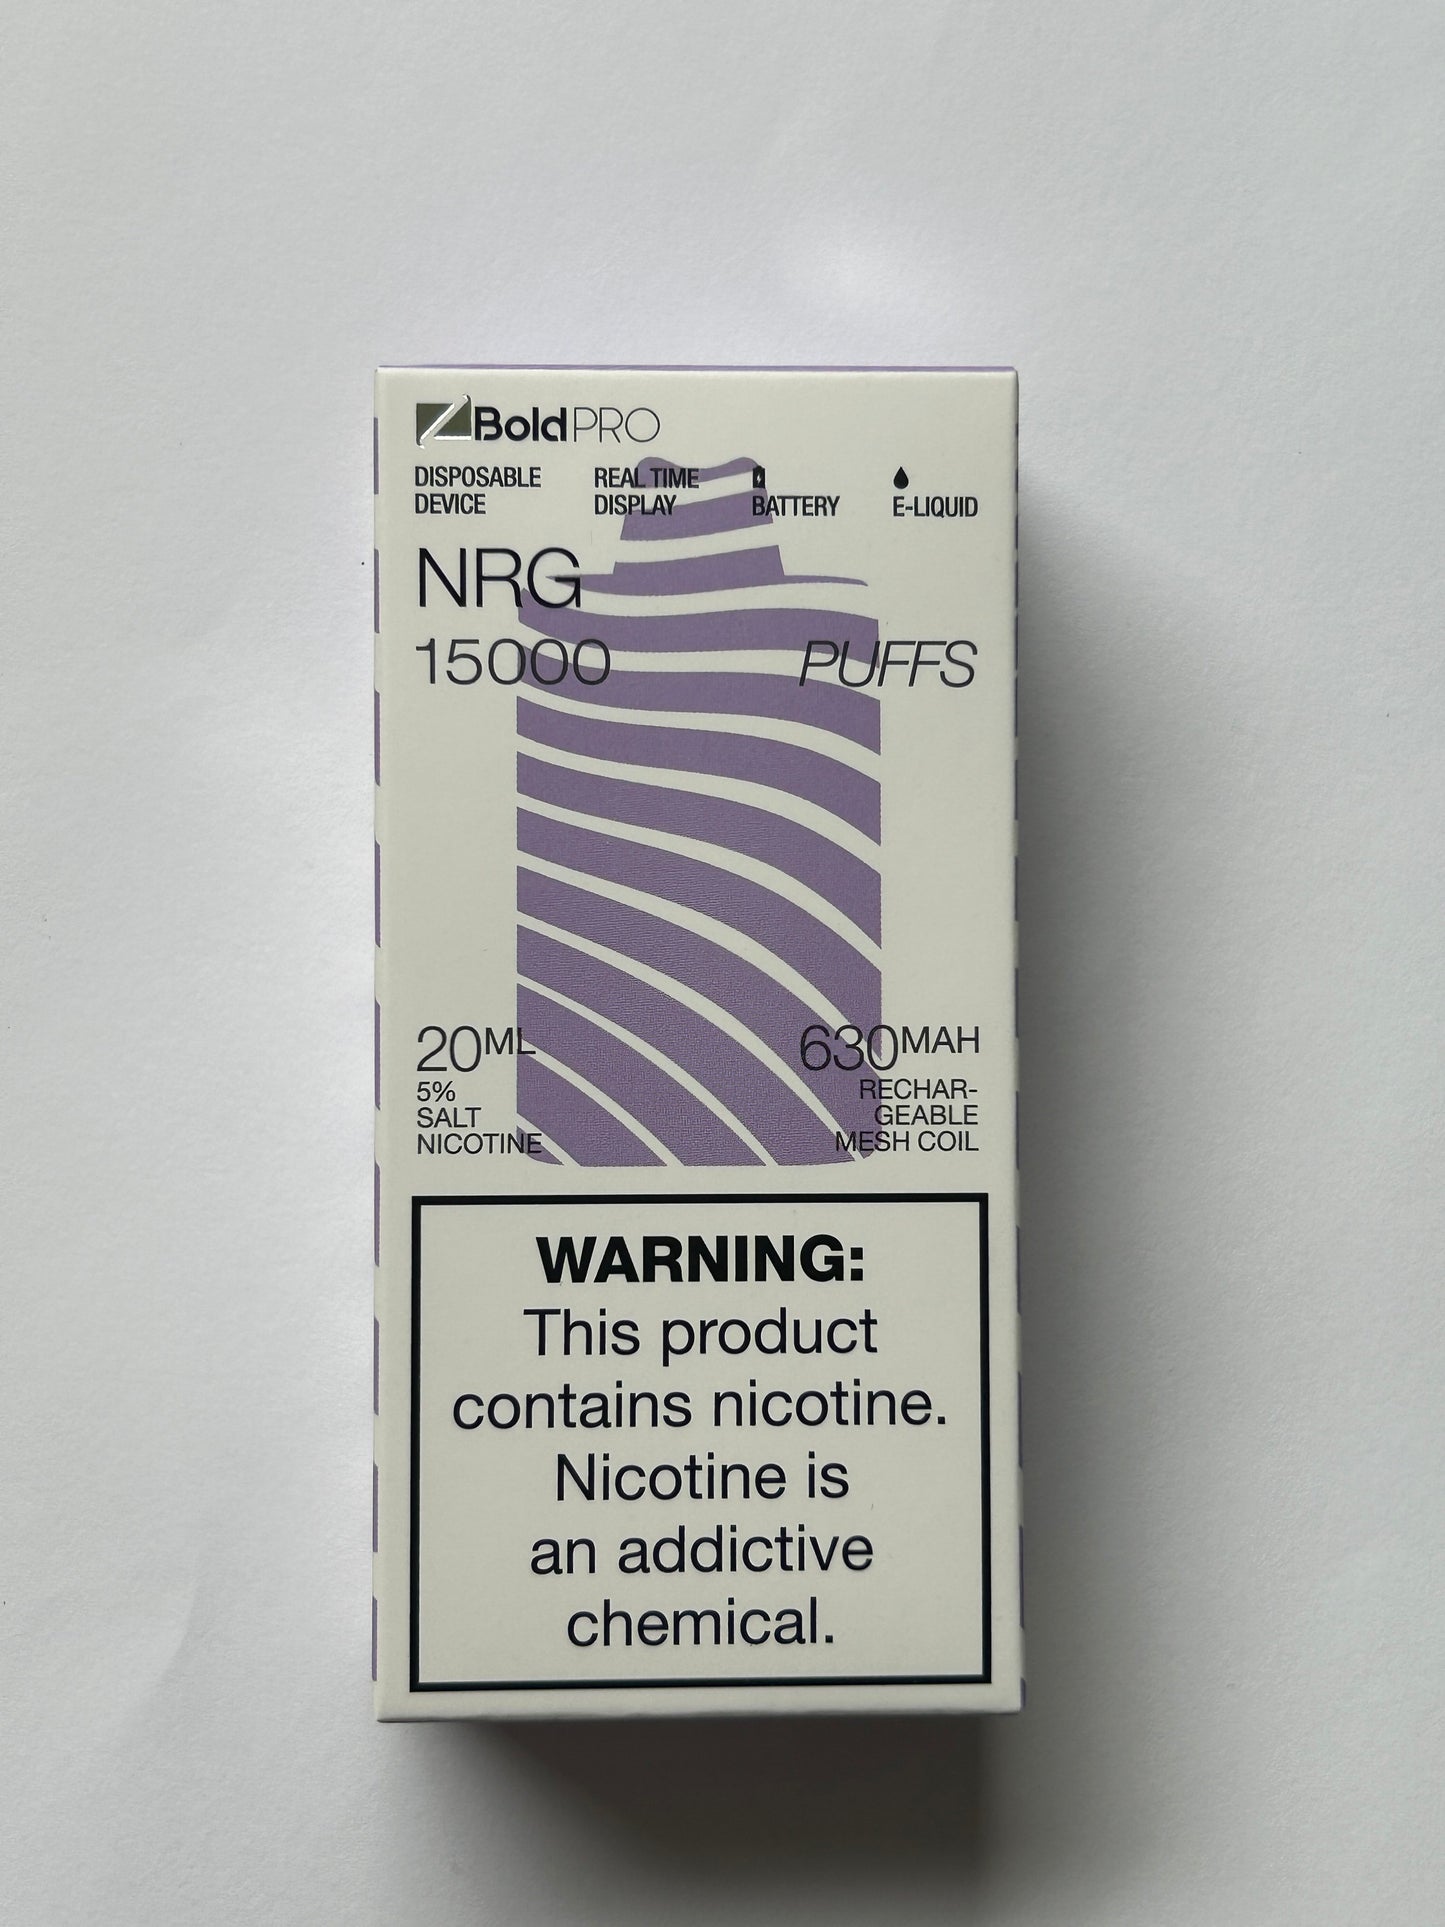 BoldPRO
DISPOSABLE DEVICE
REAL TIME DISPLAY
BATTERY
E-LIQUID
NRG
15000 PUFFS
20ML
5%
SALT
NICOTINE
630MAH
RECHAR-
GEABLE
MESH COIL
WARNING:
This product
contains nicotine.
Nicotine is
an addictive
chemical.